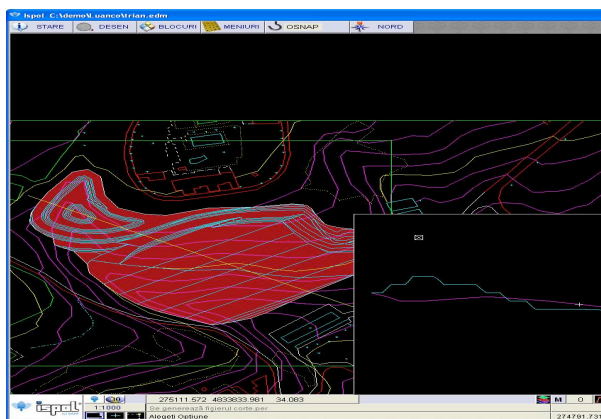 Ispol C:\demo\Luanco\trian.edm
STARE DESEN BLOCURI MENIURI OSNAP NORD
275111.572 4833833.981 34.083
M 0
1:1000 Se generează fişierul corte.per
ispol
Alegeti Optiune 274791.731